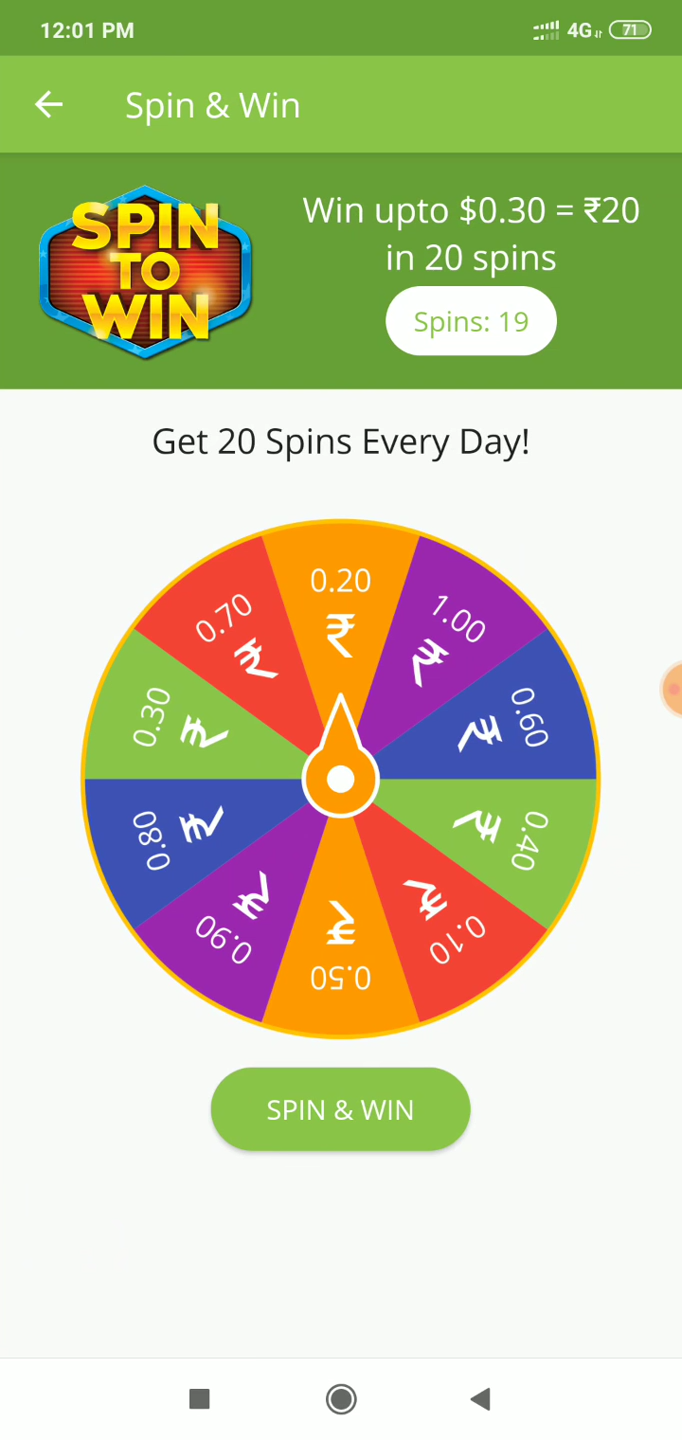 12:01 PM
4G
71
Spin & Win
SPIN
TO
WIN
Win upto $0.30 = ₹20
in 20 spins
Spins: 19
Get 20 Spins Every Day!
0.20 ₹
1.00 ₹
0.60 ₹
0.40 ₹
0.10 ₹
0.50 ₹
0.90 ₹
0.80 ₹
0.30 ₹
0.70 ₹
SPIN & WIN